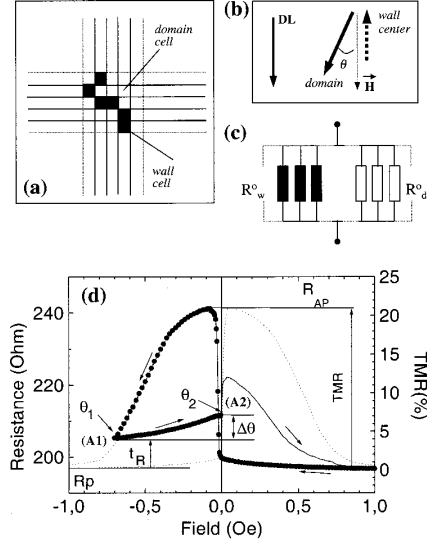 (a)
domain
cell
wall
cell
(b)
DL
wall
center
θ
domain
H
(c)
R°w
R°d
(d)
Resistance (Ohm)
240
220
200
RAP
TMR
θ1
(A1)
θ2
(A2)
Δθ
tR
Rp
25
20
15
10
5
0
TMR(%)
-1,0
-0,5
0,0
0,5
1,0
Field (Oe)